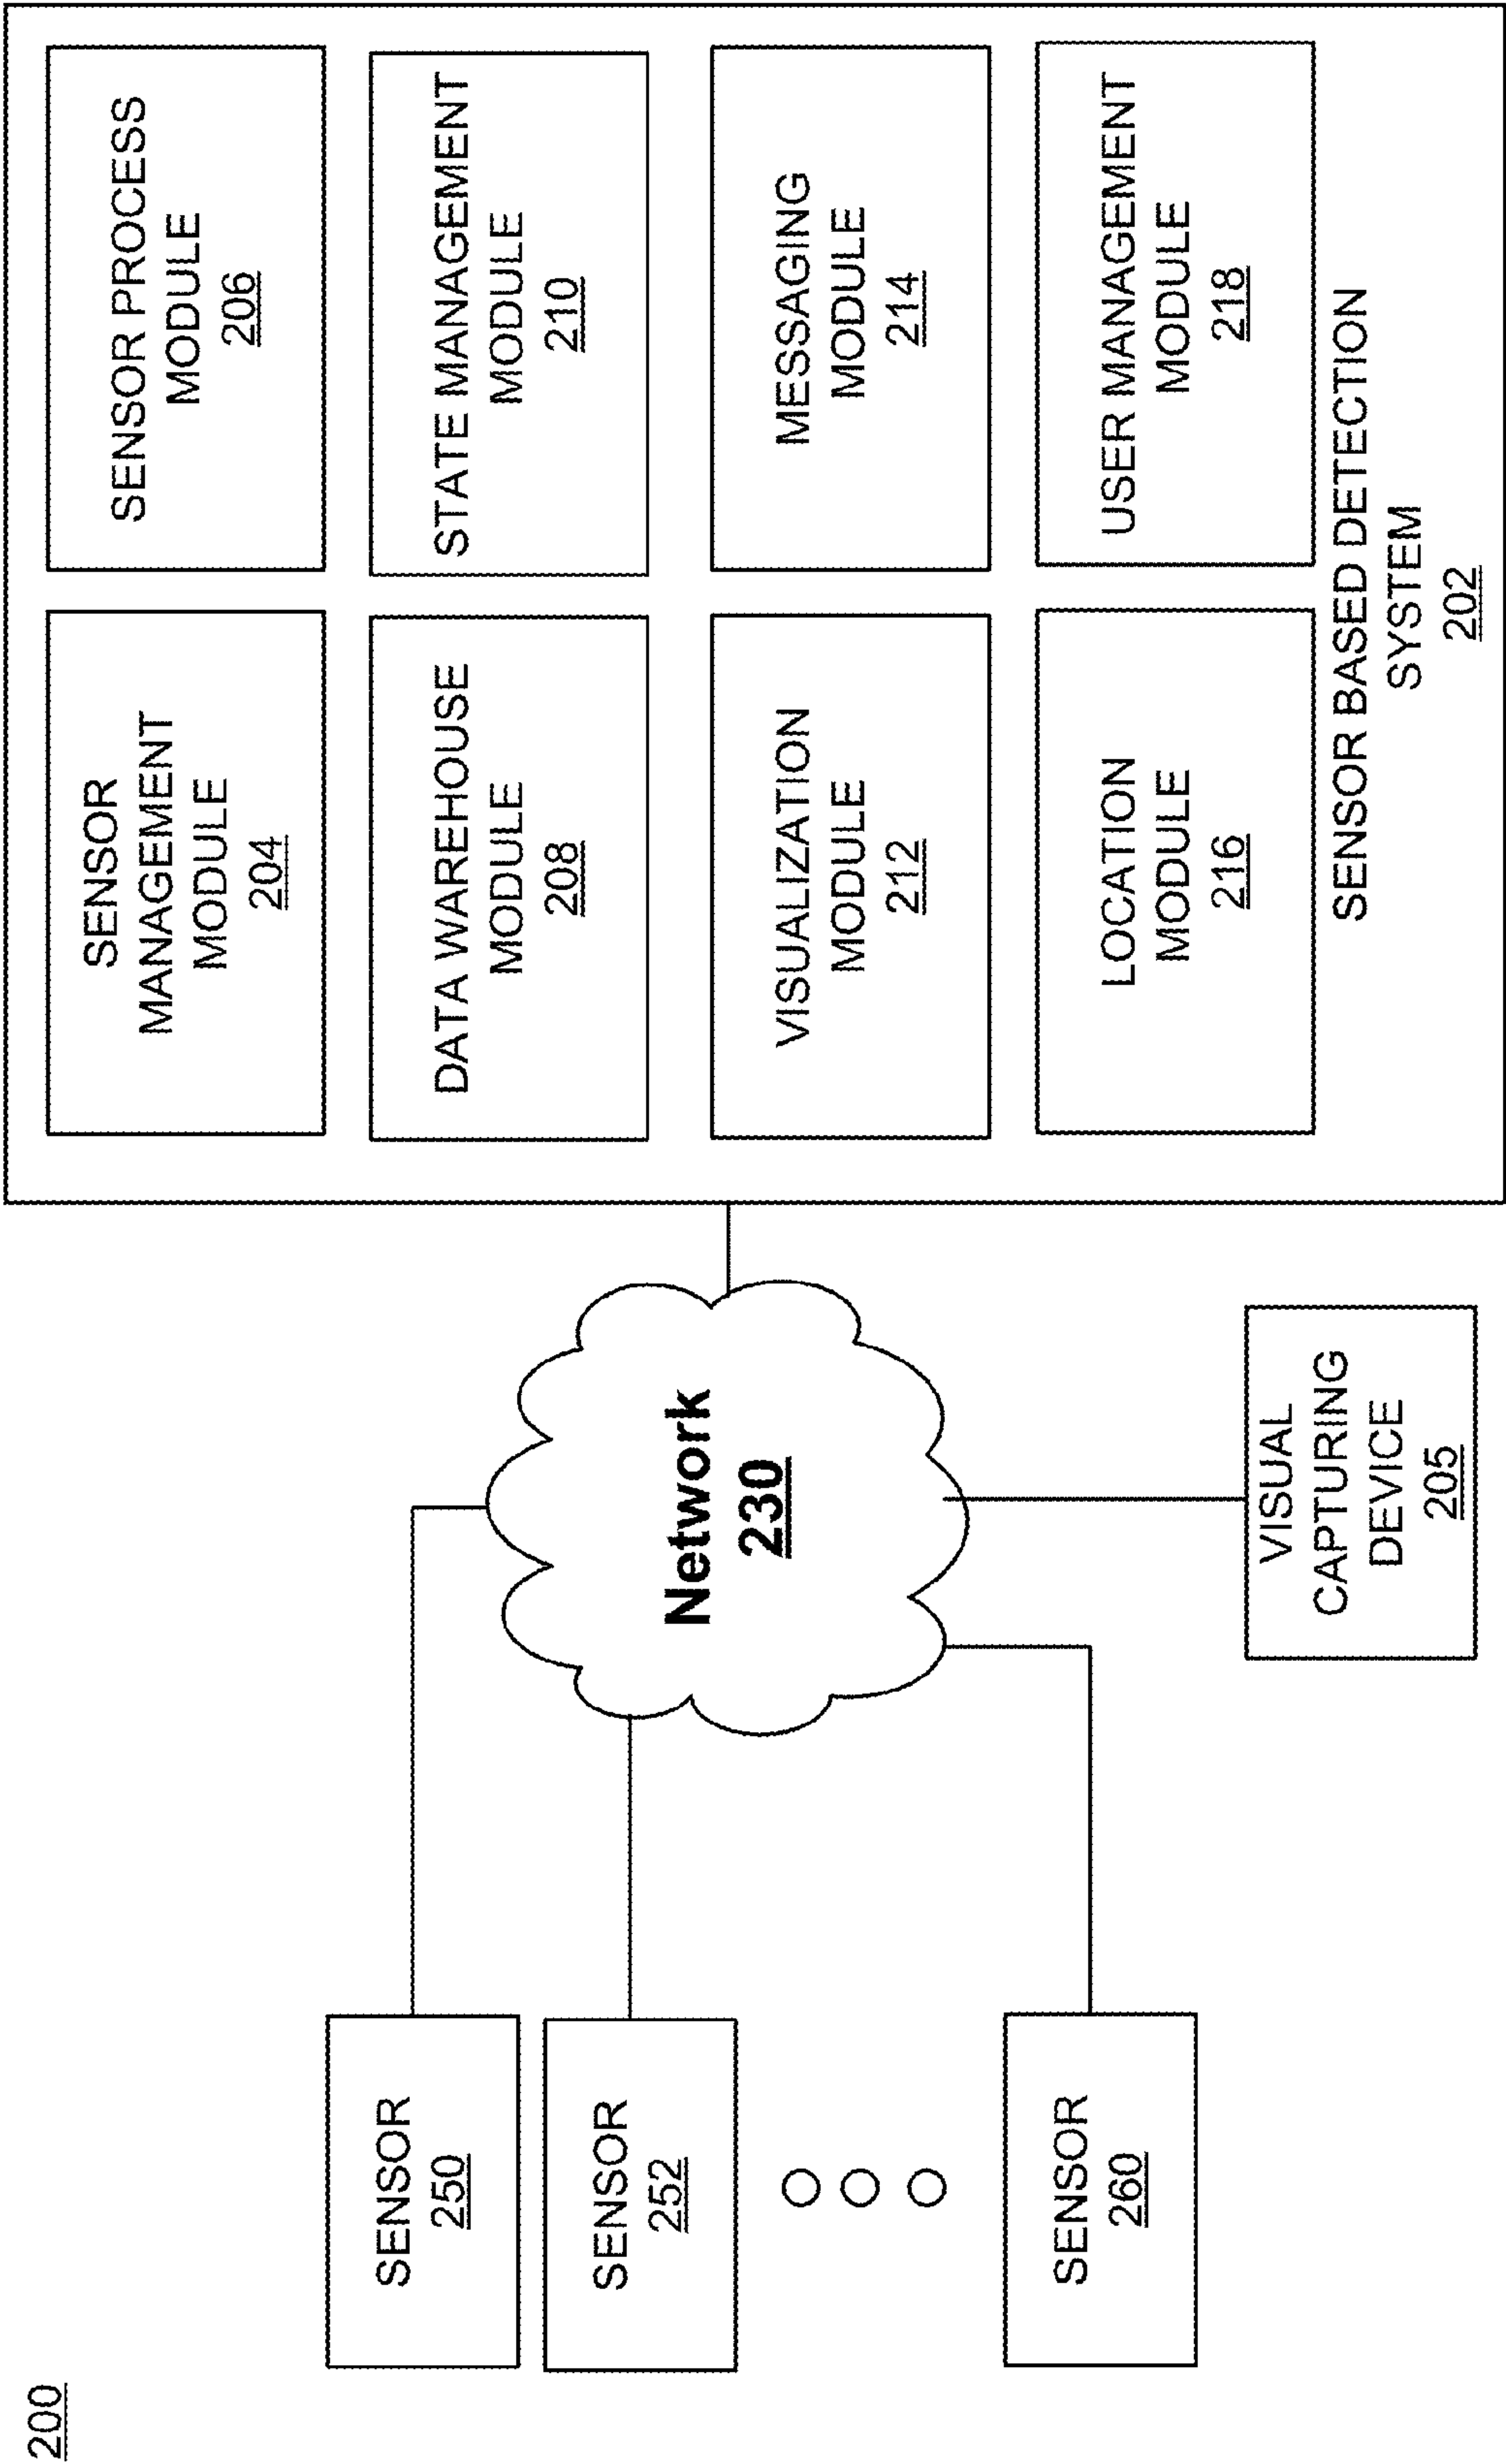 200
SENSOR
250
SENSOR
252
SENSOR
260
Network
230
VISUAL
CAPTURING
DEVICE
205
SENSOR
MANAGEMENT
MODULE
204
SENSOR PROCESS
MODULE
206
DATA WAREHOUSE
MODULE
208
STATE MANAGEMENT
MODULE
210
VISUALIZATION
MODULE
212
MESSAGING
MODULE
214
LOCATION
MODULE
216
USER MANAGEMENT
MODULE
218
SENSOR BASED DETECTION
SYSTEM
202